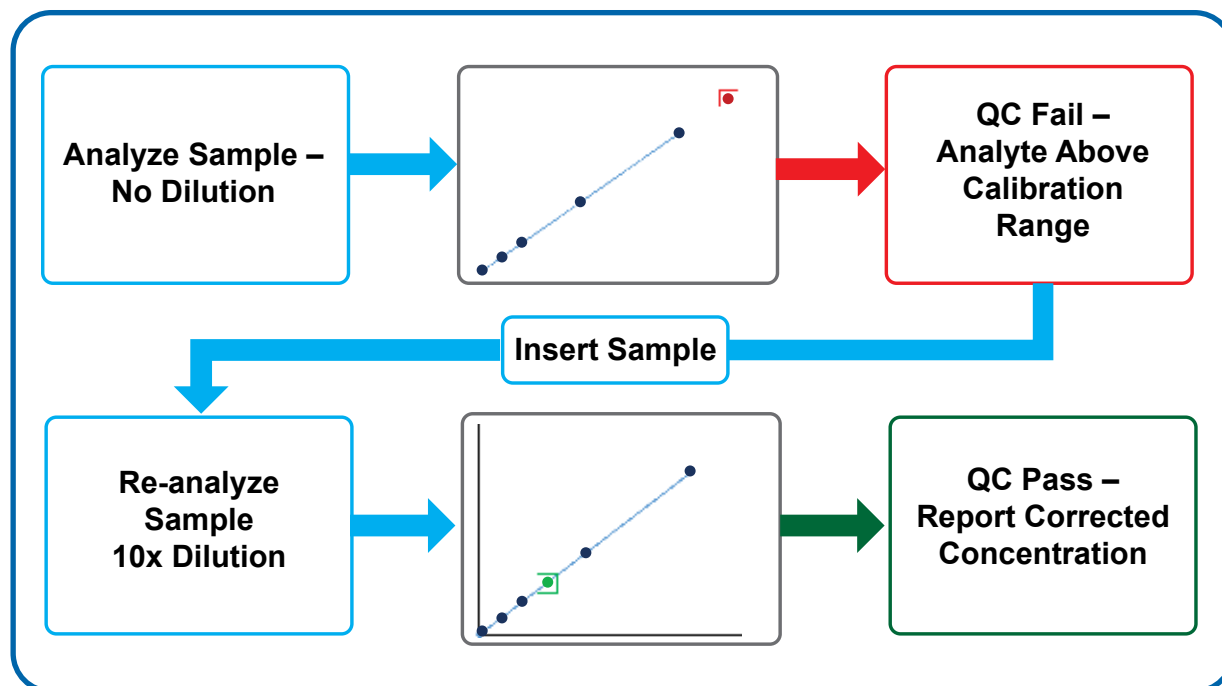 Analyze Sample –
No Dilution
QC Fail –
Analyte Above
Calibration
Range
Insert Sample
Re-analyze
Sample
10x Dilution
QC Pass –
Report Corrected
Concentration